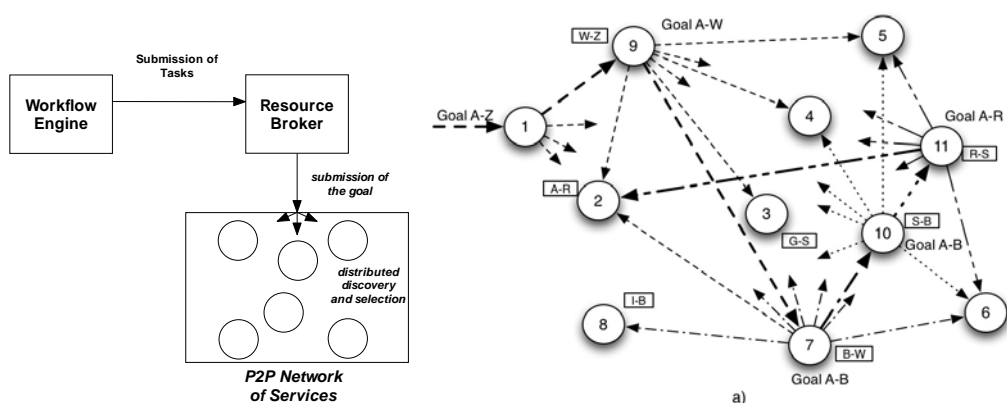 Submission of
Tasks
Workflow
Engine
Resource
Broker
submission of
the goal
distributed
discovery
and selection
P2P Network
of Services
Goal A-W
W-Z
9
5
Goal A-Z
1
4
Goal A-R
11
R-S
A-R
2
3
G-S
S-B
10
Goal A-B
I-B
8
6
7
B-W
Goal A-B
a)